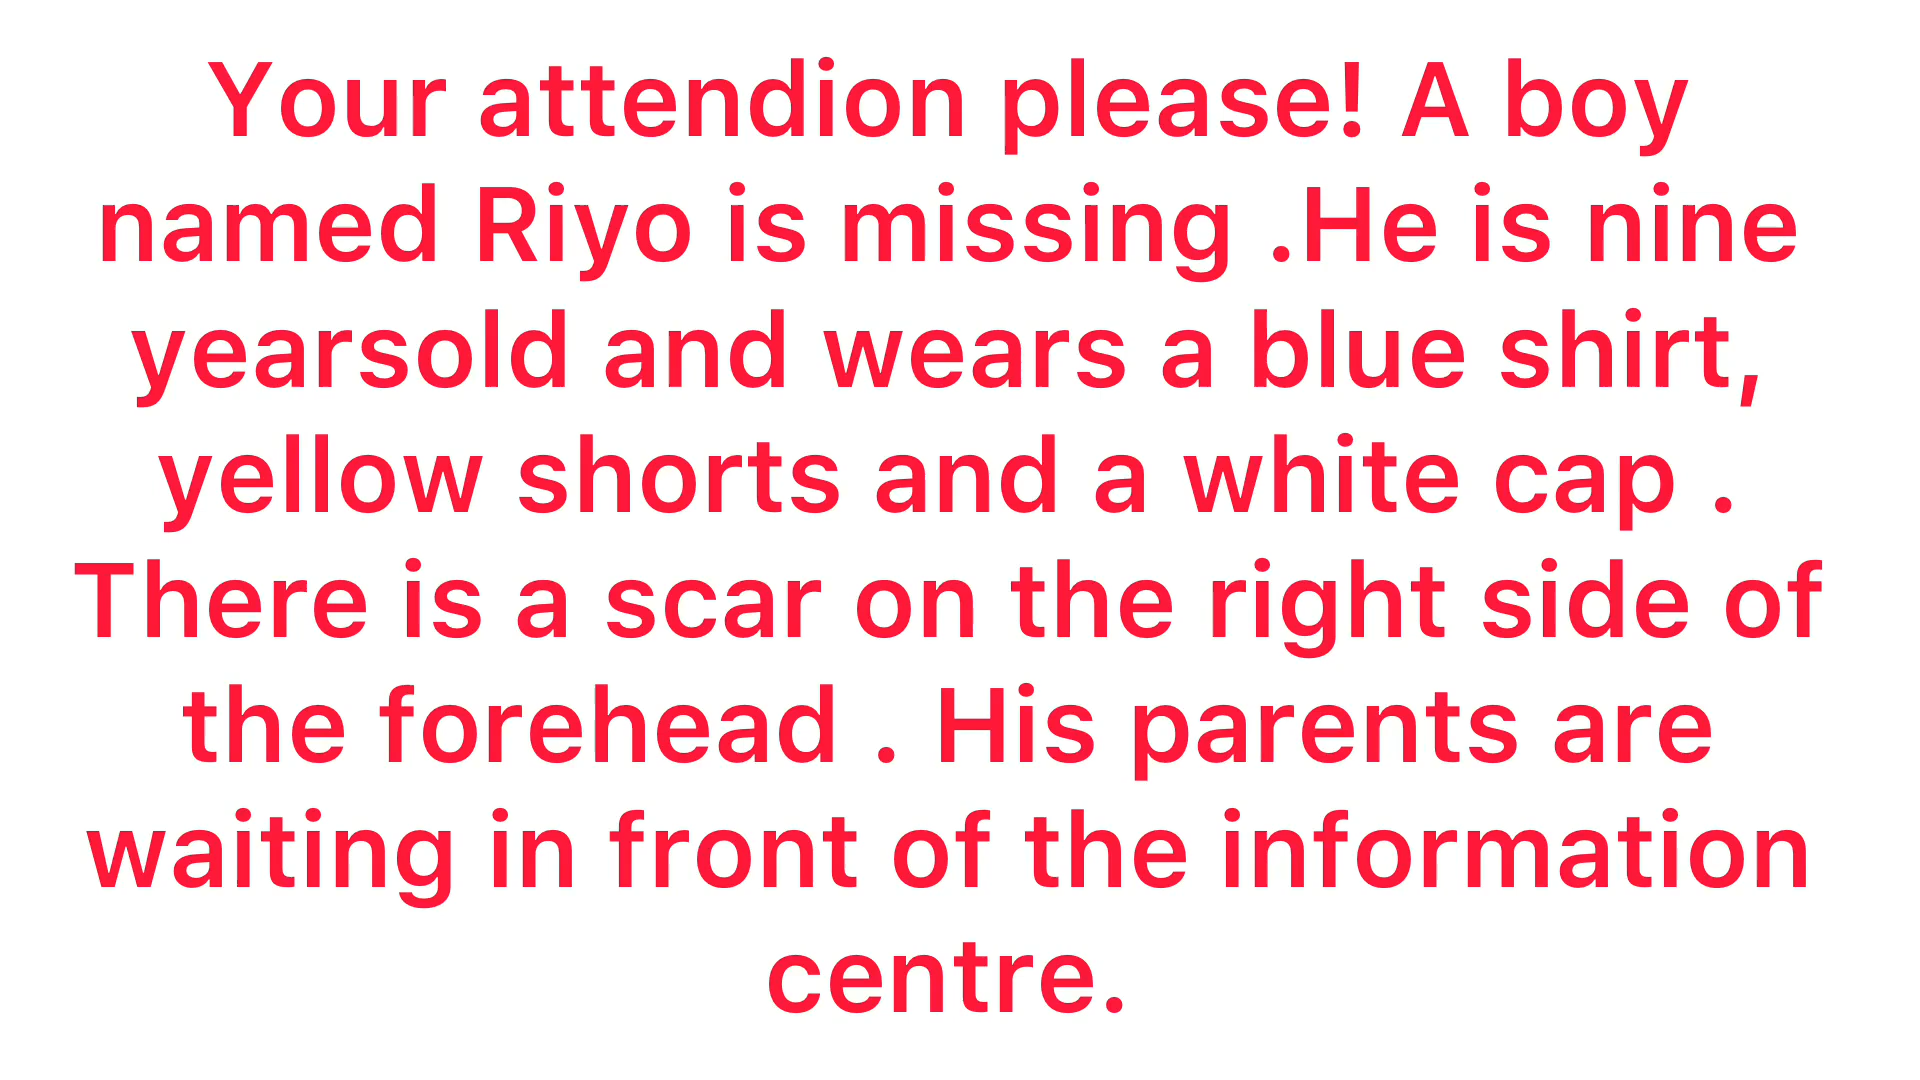 Your attendion please! A boy
named Riyo is missing .He is nine
yearsold and wears a blue shirt,
yellow shorts and a white cap .
There is a scar on the right side of
the forehead . His parents are
waiting in front of the information
centre.